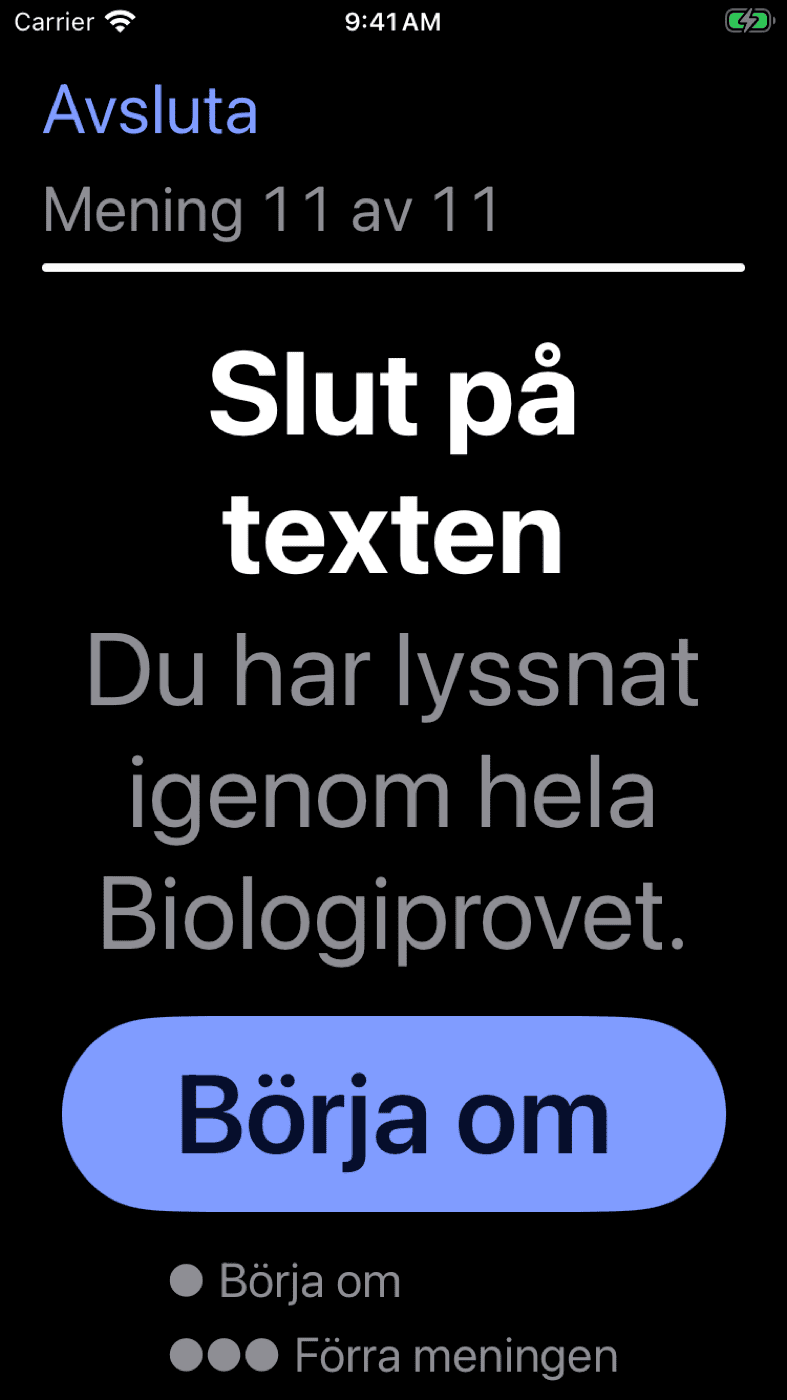 Carrier 9:41 AM
Avsluta
Mening 11 av 11
Slut på
texten
Du har lyssnat
igenom hela
Biologiprovet.
Börja om
Börja om
Förra meningen